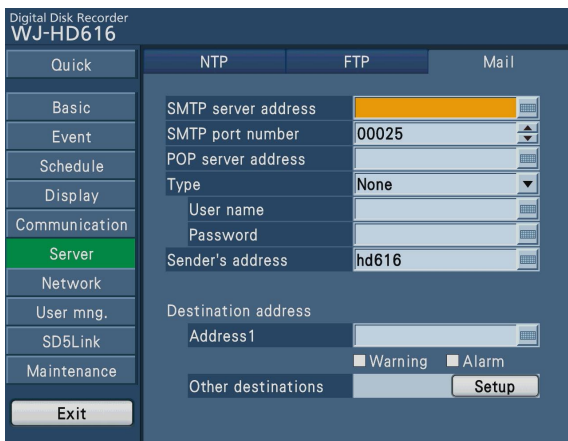 Digital Disk Recorder
WJ-HD616
Quick
Basic
Event
Schedule
Display
Communication
Server
Network
User mng.
SD5Link
Maintenance
Exit
NTP FTP Mail
SMTP server address
SMTP port number 00025
POP server address
Type None
User name
Password
Sender's address hd616
Destination address
Address1
Warning Alarm
Other destinations Setup